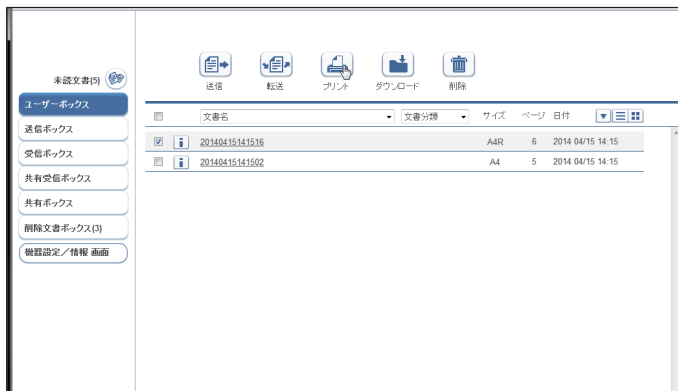 未読文書(5)
送信 転送 プリント ダウンロード 削除
ユーザーボックス
送信ボックス
受信ボックス
共有受信ボックス
共有ボックス
削除文書ボックス(3)
機器設定／情報 画面
文書名 文書分類 サイズ ページ 日付
20140415141516 A4R 6 2014 04/15 14:15
20140415141502 A4 5 2014 04/15 14:15